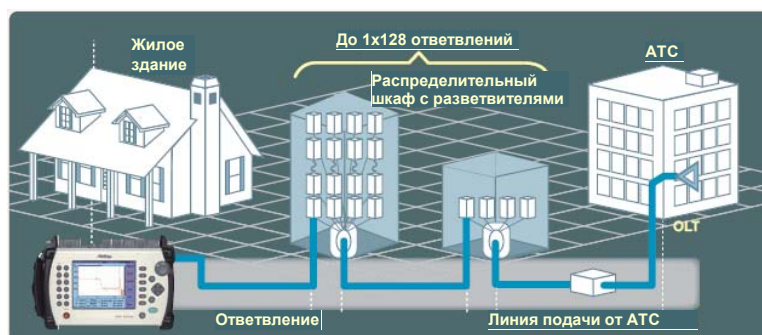 До 1x128 ответвлений
Жилое
здание
АТС
Распределительный
шкаф с разветвителями
OLT
Ответвление
Линия подачи от АТС